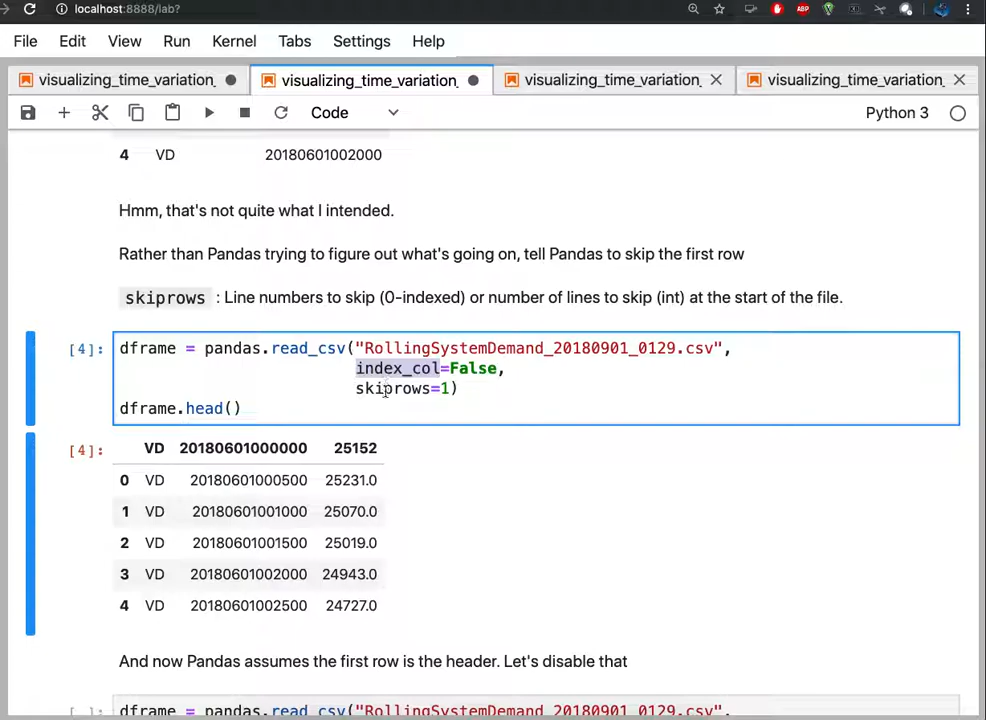 localhost:8888/lab?
ABP
File Edit View Run Kernel Tabs Settings Help
visualizing_time_variation_ visualizing_time_variation_ visualizing_time_variation_ visualizing_time_variation_
Code Python 3
4 VD 20180601002000
Hmm, that's not quite what I intended.
Rather than Pandas trying to figure out what's going on, tell Pandas to skip the first row
skiprows : Line numbers to skip (0-indexed) or number of lines to skip (int) at the start of the file.
[4]: dframe = pandas.read_csv("RollingSystemDemand_20180901_0129.csv",
index_col=False,
skiprows=1)
dframe.head()
[4]: VD 20180601000000 25152
0 VD 20180601000500 25231.0
1 VD 20180601001000 25070.0
2 VD 20180601001500 25019.0
3 VD 20180601002000 24943.0
4 VD 20180601002500 24727.0
And now Pandas assumes the first row is the header. Let's disable that
[ ]: dframe = pandas.read_csv("RollingSystemDemand_20180901_0129.csv",